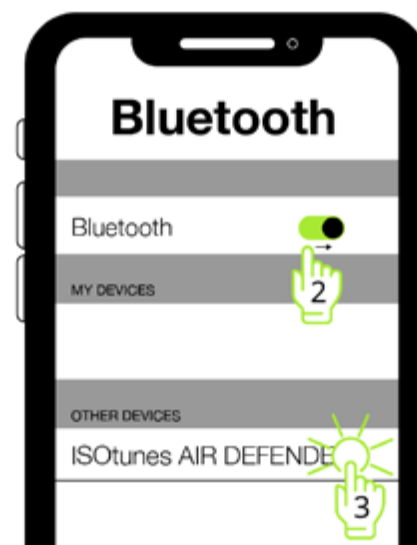 Bluetooth
Bluetooth
2
MY DEVICES
OTHER DEVICES
ISOtunes AIR DEFENDE
3